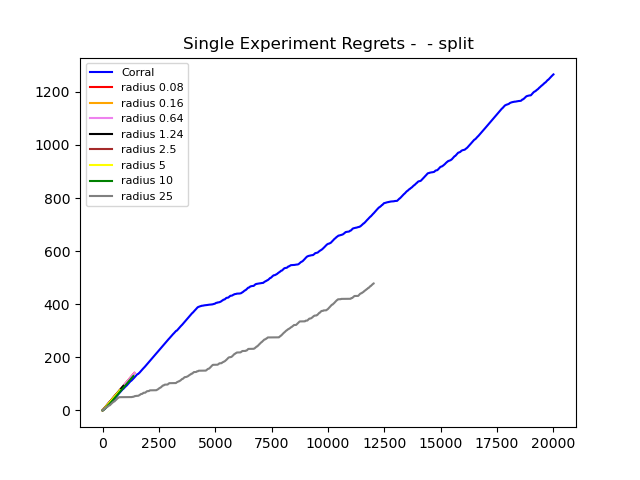 Single Experiment Regrets -  - split
Corral
radius 0.08
radius 0.16
radius 0.64
radius 1.24
radius 2.5
radius 5
radius 10
radius 25
1200
1000
800
600
400
200
0
0 2500 5000 7500 10000 12500 15000 17500 20000